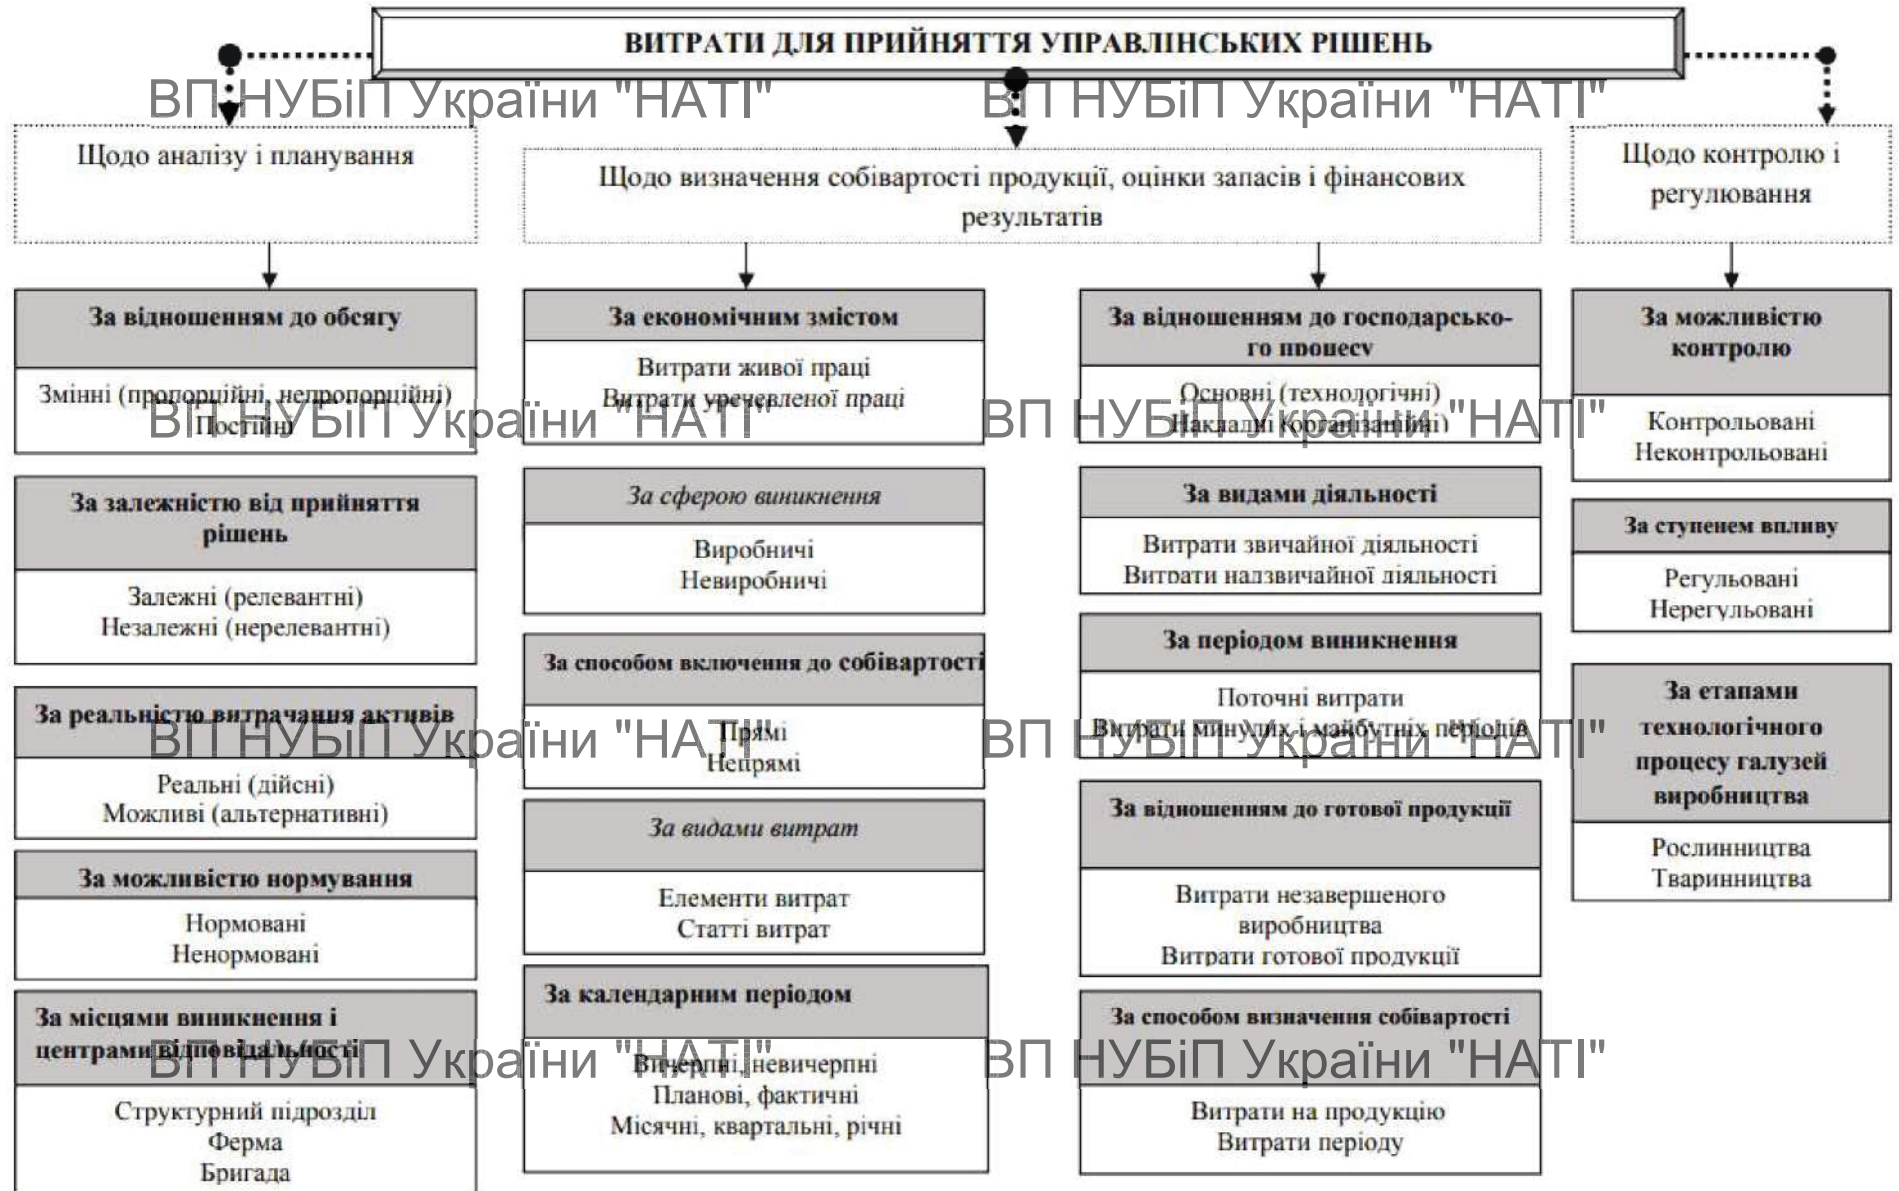 ВИТРАТИ ДЛЯ ПРИЙНЯТТЯ УПРАВЛІНСЬКИХ РІШЕНЬ
ВП НУБіП України "НАТІ"
ВП НУБіП України "НАТІ"
Щодо аналізу і планування
Щодо визначення собівартості продукції, оцінки запасів і фінансових
результатів
Щодо контролю і
регулювання
За відношенням до обсягу
Змінні (пропорційні, непропорційні)
Постійні
ВП НУБіП України "НАТІ"
За залежністю від прийняття
рішень
Залежні (релевантні)
Незалежні (нерелевантні)
За реальністю витрачання активів
ВП НУБіП України "НАТІ"
Реальні (дійсні)
Можливі (альтернативні)
За можливістю нормування
Нормовані
Ненормовані
За місцями виникнення і
центрами відповідальності
ВП НУБіП України "НАТІ"
Структурний підрозділ
Ферма
Бригада
За економічним змістом
Витрати живої праці
Витрати уречевленої праці
За сферою виникнення
Виробничі
Невиробничі
За способом включення до собівартості
Прямі
Непрямі
За видами витрат
Елементи витрат
Статті витрат
За календарним періодом
Вичерпні, невичерпні
Планові, фактичні
Місячні, квартальні, річні
За відношенням до господарсько-
го процесу
Основні (технологічні)
Накладні (організаційні)
ВП НУБіП України "НАТІ"
За видами діяльності
Витрати звичайної діяльності
Витрати надзвичайної діяльності
За періодом виникнення
Поточні витрати
Витрати минулих і майбутніх періодів
ВП НУБіП України "НАТІ"
За відношенням до готової продукції
Витрати незавершеного
виробництва
Витрати готової продукції
За способом визначення собівартості
ВП НУБіП України "НАТІ"
Витрати на продукцію
Витрати періоду
За можливістю
контролю
Контрольовані
Неконтрольовані
За ступенем впливу
Регульовані
Нерегульовані
За етапами
технологічного
процесу галузей
виробництва
Рослинництва
Тваринництва